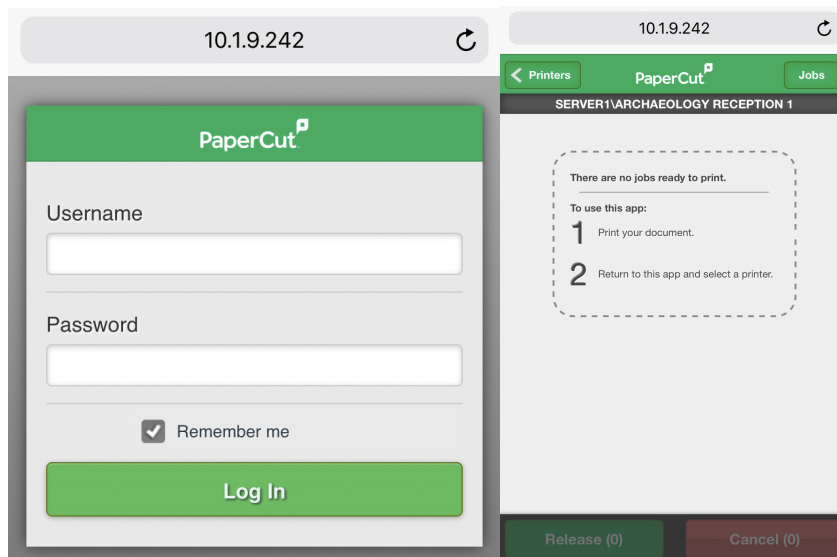 10.1.9.242
PaperCut
Username
Password
Remember me
Log In
10.1.9.242
Printers
PaperCut
Jobs
SERVER1\ARCHAEOLOGY RECEPTION 1
There are no jobs ready to print.
To use this app:
1 Print your document.
2 Return to this app and select a printer.
Release (0)
Cancel (0)